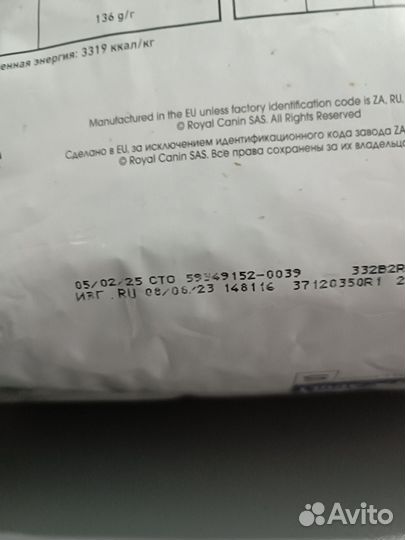 136 g/г
енная энергия: 3319 ккал/кг
Manufactured in the EU unless factory identification code is ZA, RU,
© Royal Canin SAS. All Rights Reserved
Сделано в EU, за исключением идентификационного кода завода ZA
© Royal Canin SAS. Все права сохранены за их владельц
05/02/25 СТО 59349152-0039 332B2R
ИЗГ.RU 08/06/23 148116 37120350R1 2
Avito